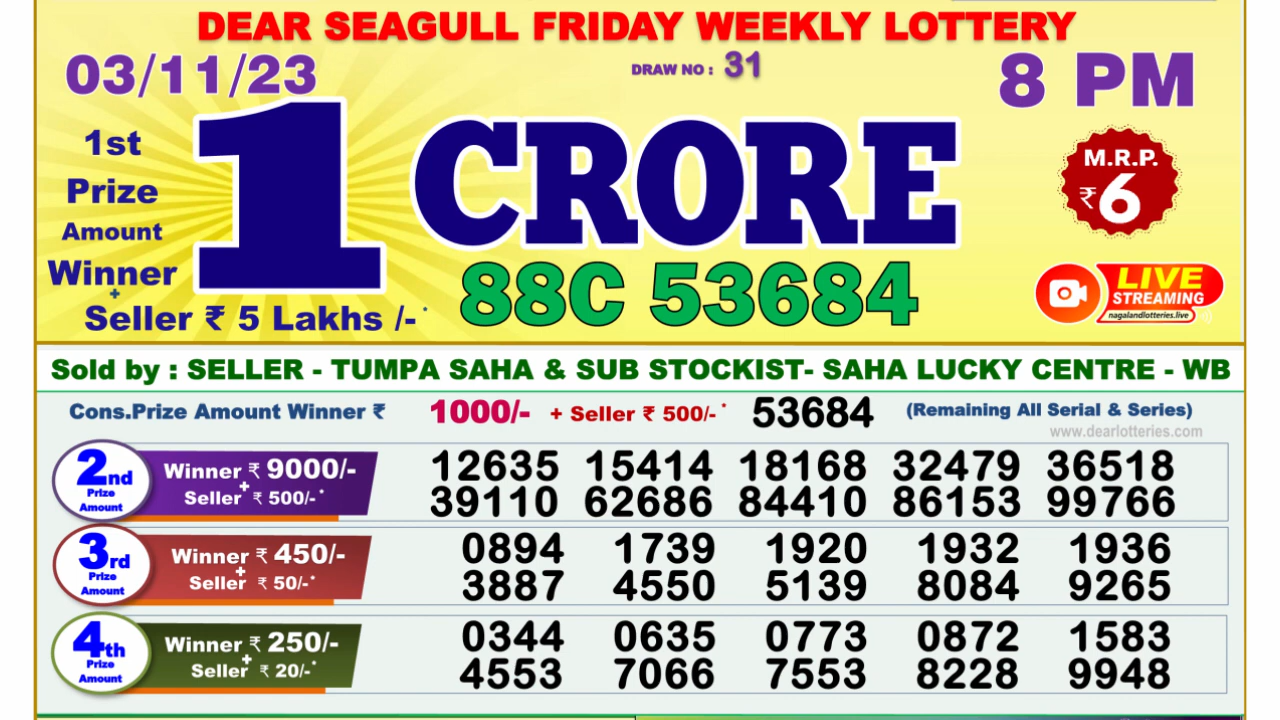 DEAR SEAGULL FRIDAY WEEKLY LOTTERY
03/11/23
DRAW NO : 31
8 PM
1st
Prize
Amount
Winner
+
Seller ₹ 5 Lakhs /-*
1 CRORE
88C 53684
M.R.P.
₹6
LIVE
STREAMING
nagalandlotteries.live
Sold by : SELLER - TUMPA SAHA & SUB STOCKIST- SAHA LUCKY CENTRE - WB
Cons.Prize Amount Winner ₹ 1000/- + Seller ₹ 500/-* 53684 (Remaining All Serial & Series)
www.dearlotteries.com
2nd
Prize
Amount
Winner ₹ 9000/-
+
Seller ₹ 500/-*
12635 15414 18168 32479 36518
39110 62686 84410 86153 99766
3rd
Prize
Amount
Winner ₹ 450/-
+
Seller ₹ 50/-*
0894 1739 1920 1932 1936
3887 4550 5139 8084 9265
4th
Prize
Amount
Winner ₹ 250/-
+
Seller ₹ 20/-*
0344 0635 0773 0872 1583
4553 7066 7553 8228 9948